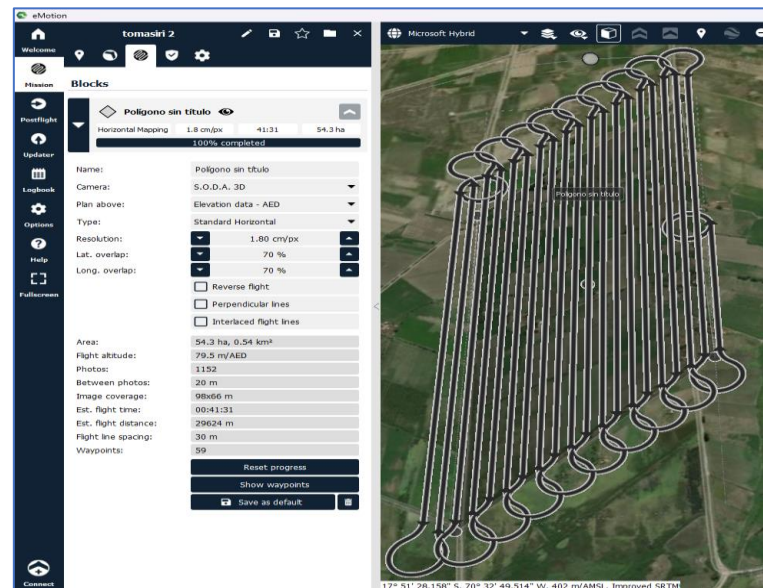 eMotion
Welcome
Mission
Postflight
Updater
Logbook
Options
Help
Fullscreen
Connect
tomasiri 2
Blocks
Polígono sin título
Horizontal Mapping 1.8 cm/px 41:31 54.3 ha
100% completed
Name: Polígono sin título
Camera: S.O.D.A. 3D
Plan above: Elevation data - AED
Type: Standard Horizontal
Resolution: 1.80 cm/px
Lat. overlap: 70 %
Long. overlap: 70 %
Reverse flight
Perpendicular lines
Interlaced flight lines
Area: 54.3 ha, 0.54 km²
Flight altitude: 79.5 m/AED
Photos: 1152
Between photos: 20 m
Image coverage: 98x66 m
Est. flight time: 00:41:31
Est. flight distance: 29624 m
Flight line spacing: 30 m
Waypoints: 59
Reset progress
Show waypoints
Save as default
Microsoft Hybrid
Polígono sin título
17° 51' 28.158" S, 70° 32' 49.514" W, 402 m/AMSL, Improved SRTM